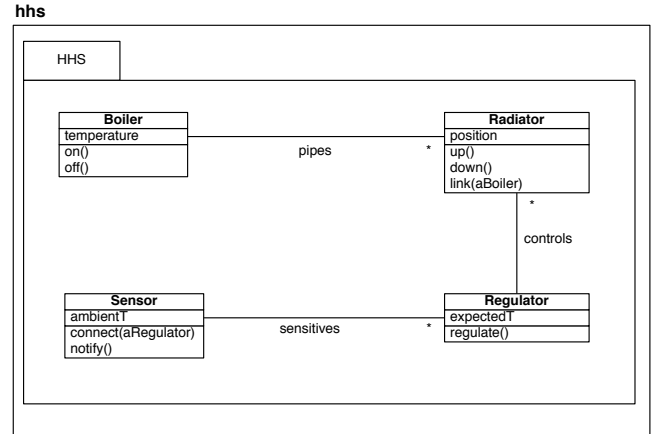 hhs
HHS
Boiler
temperature
on()
off()
pipes
*
Radiator
position
up()
down()
link(aBoiler)
*
controls
Sensor
ambientT
connect(aRegulator)
notify()
sensitives
*
Regulator
expectedT
regulate()